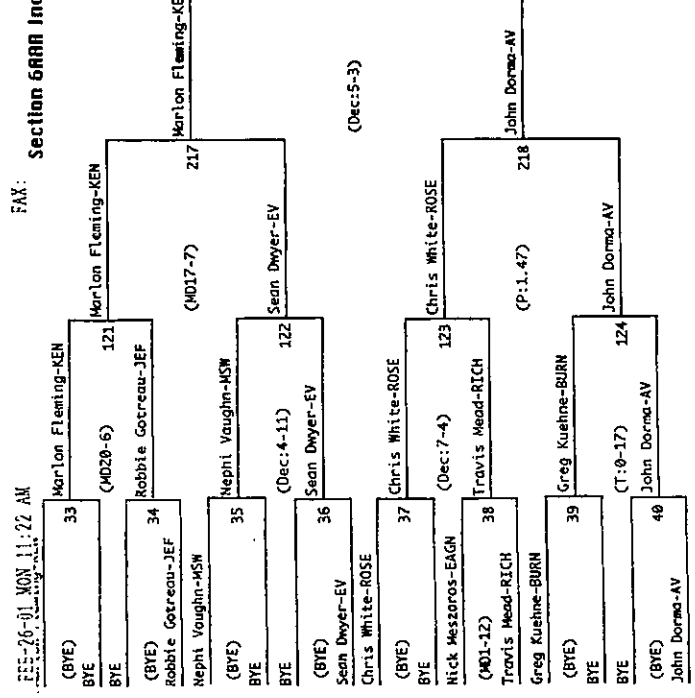 FAX:
Section 6AAA
FEE-26-01 MON 11:22 AM
33
(BYE)
BYE
BYE
34
(BYE)
Robbie Gotreau-JEF
Nephi Vaughn-MSW
35
(BYE)
BYE
BYE
36
(BYE)
Sean Dwyer-EV
Chris White-ROSE
37
(BYE)
BYE
Nick Meszaros-EAGN
38
(MD1-12)
Travis Mead-RICH
Greg Kuehne-BURN
39
(BYE)
BYE
BYE
40
(BYE)
John Dorma-AV
Marlon Fleming-KEN
121
(MD20-6)
Robbie Gotreau-JEF
Nephi Vaughn-MSW
122
(Dec:4-11)
Sean Dwyer-EV
Chris White-ROSE
123
(Dec:7-4)
Travis Mead-RICH
Greg Kuehne-BURN
124
(T:0-17)
John Dorma-AV
Marlon Fleming-KEN
217
(MD17-7)
Sean Dwyer-EV
Chris White-ROSE
218
(P:1.47)
John Dorma-AV
Marlon Fleming-KE
(Dec:5-3)
John Dorma-AV